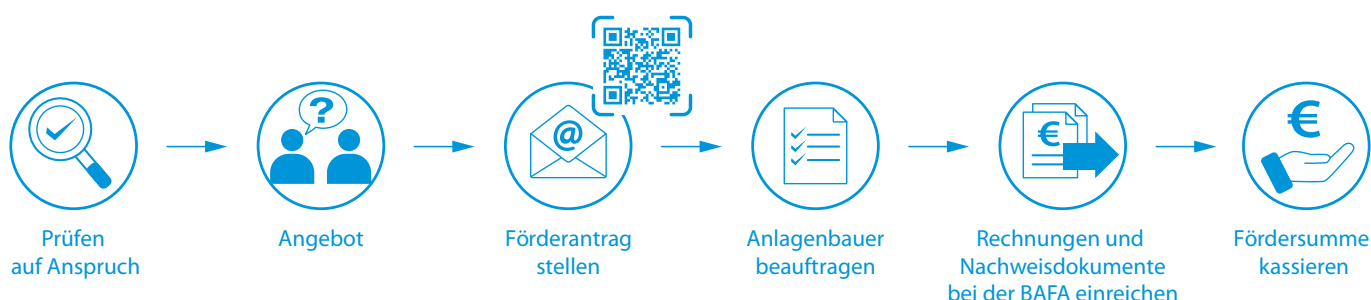 ?
@
€
€
Prüfen
auf Anspruch
Angebot
Förderantrag
stellen
Anlagenbauer
beauftragen
Rechnungen und
Nachweisdokumente
bei der BAFA einreichen
Fördersumme
kassieren